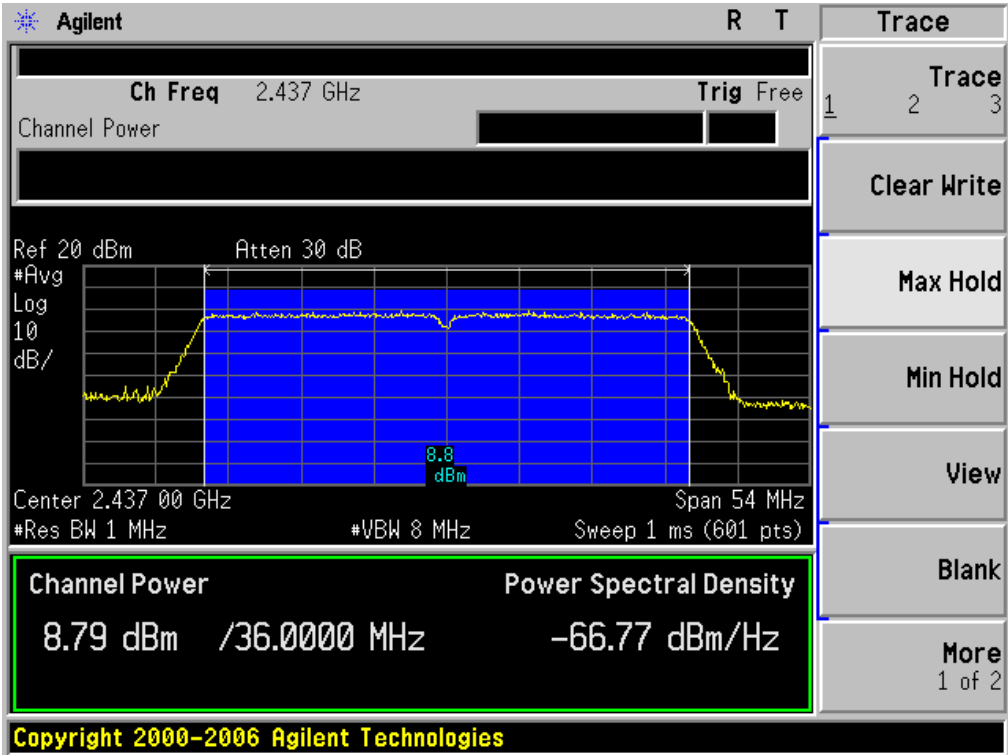 Agilent R T Trace
Ch Freq 2.437 GHz Trig Free
Channel Power
Trace
1 2 3
Clear Write
Max Hold
Min Hold
View
Blank
More
1 of 2
Ref 20 dBm Atten 30 dB
#Avg
Log
10
dB/
8.8
dBm
Center 2.437 00 GHz Span 54 MHz
#Res BW 1 MHz #VBW 8 MHz Sweep 1 ms (601 pts)
Channel Power Power Spectral Density
8.79 dBm /36.0000 MHz -66.77 dBm/Hz
Copyright 2000-2006 Agilent Technologies